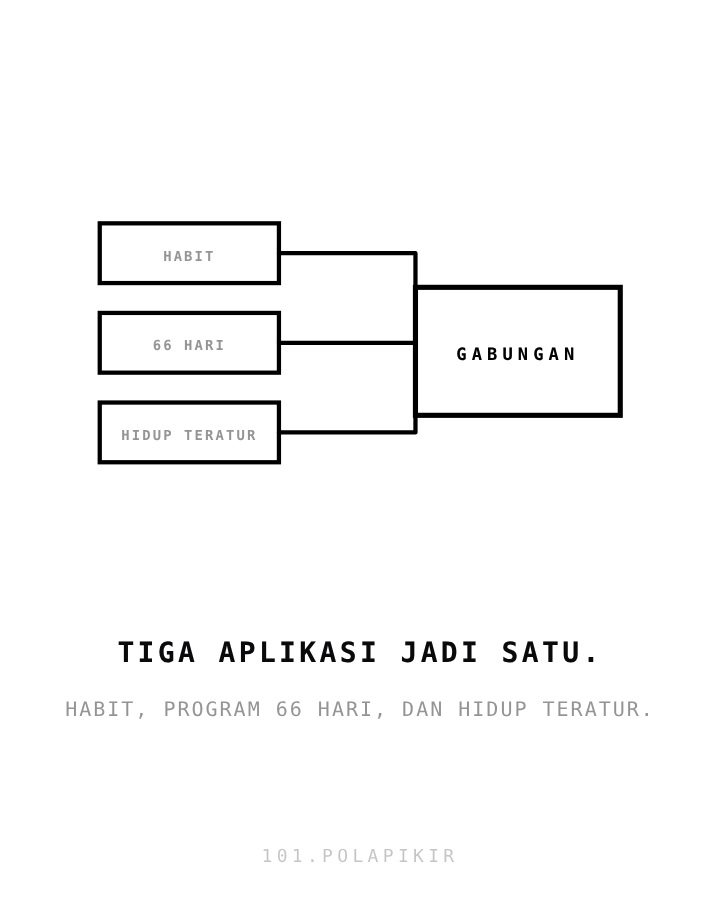 HABIT
66 HARI
HIDUP TERATUR
GABUNGAN
TIGA APLIKASI JADI SATU.
HABIT, PROGRAM 66 HARI, DAN HIDUP TERATUR.
101.POLAPIKIR